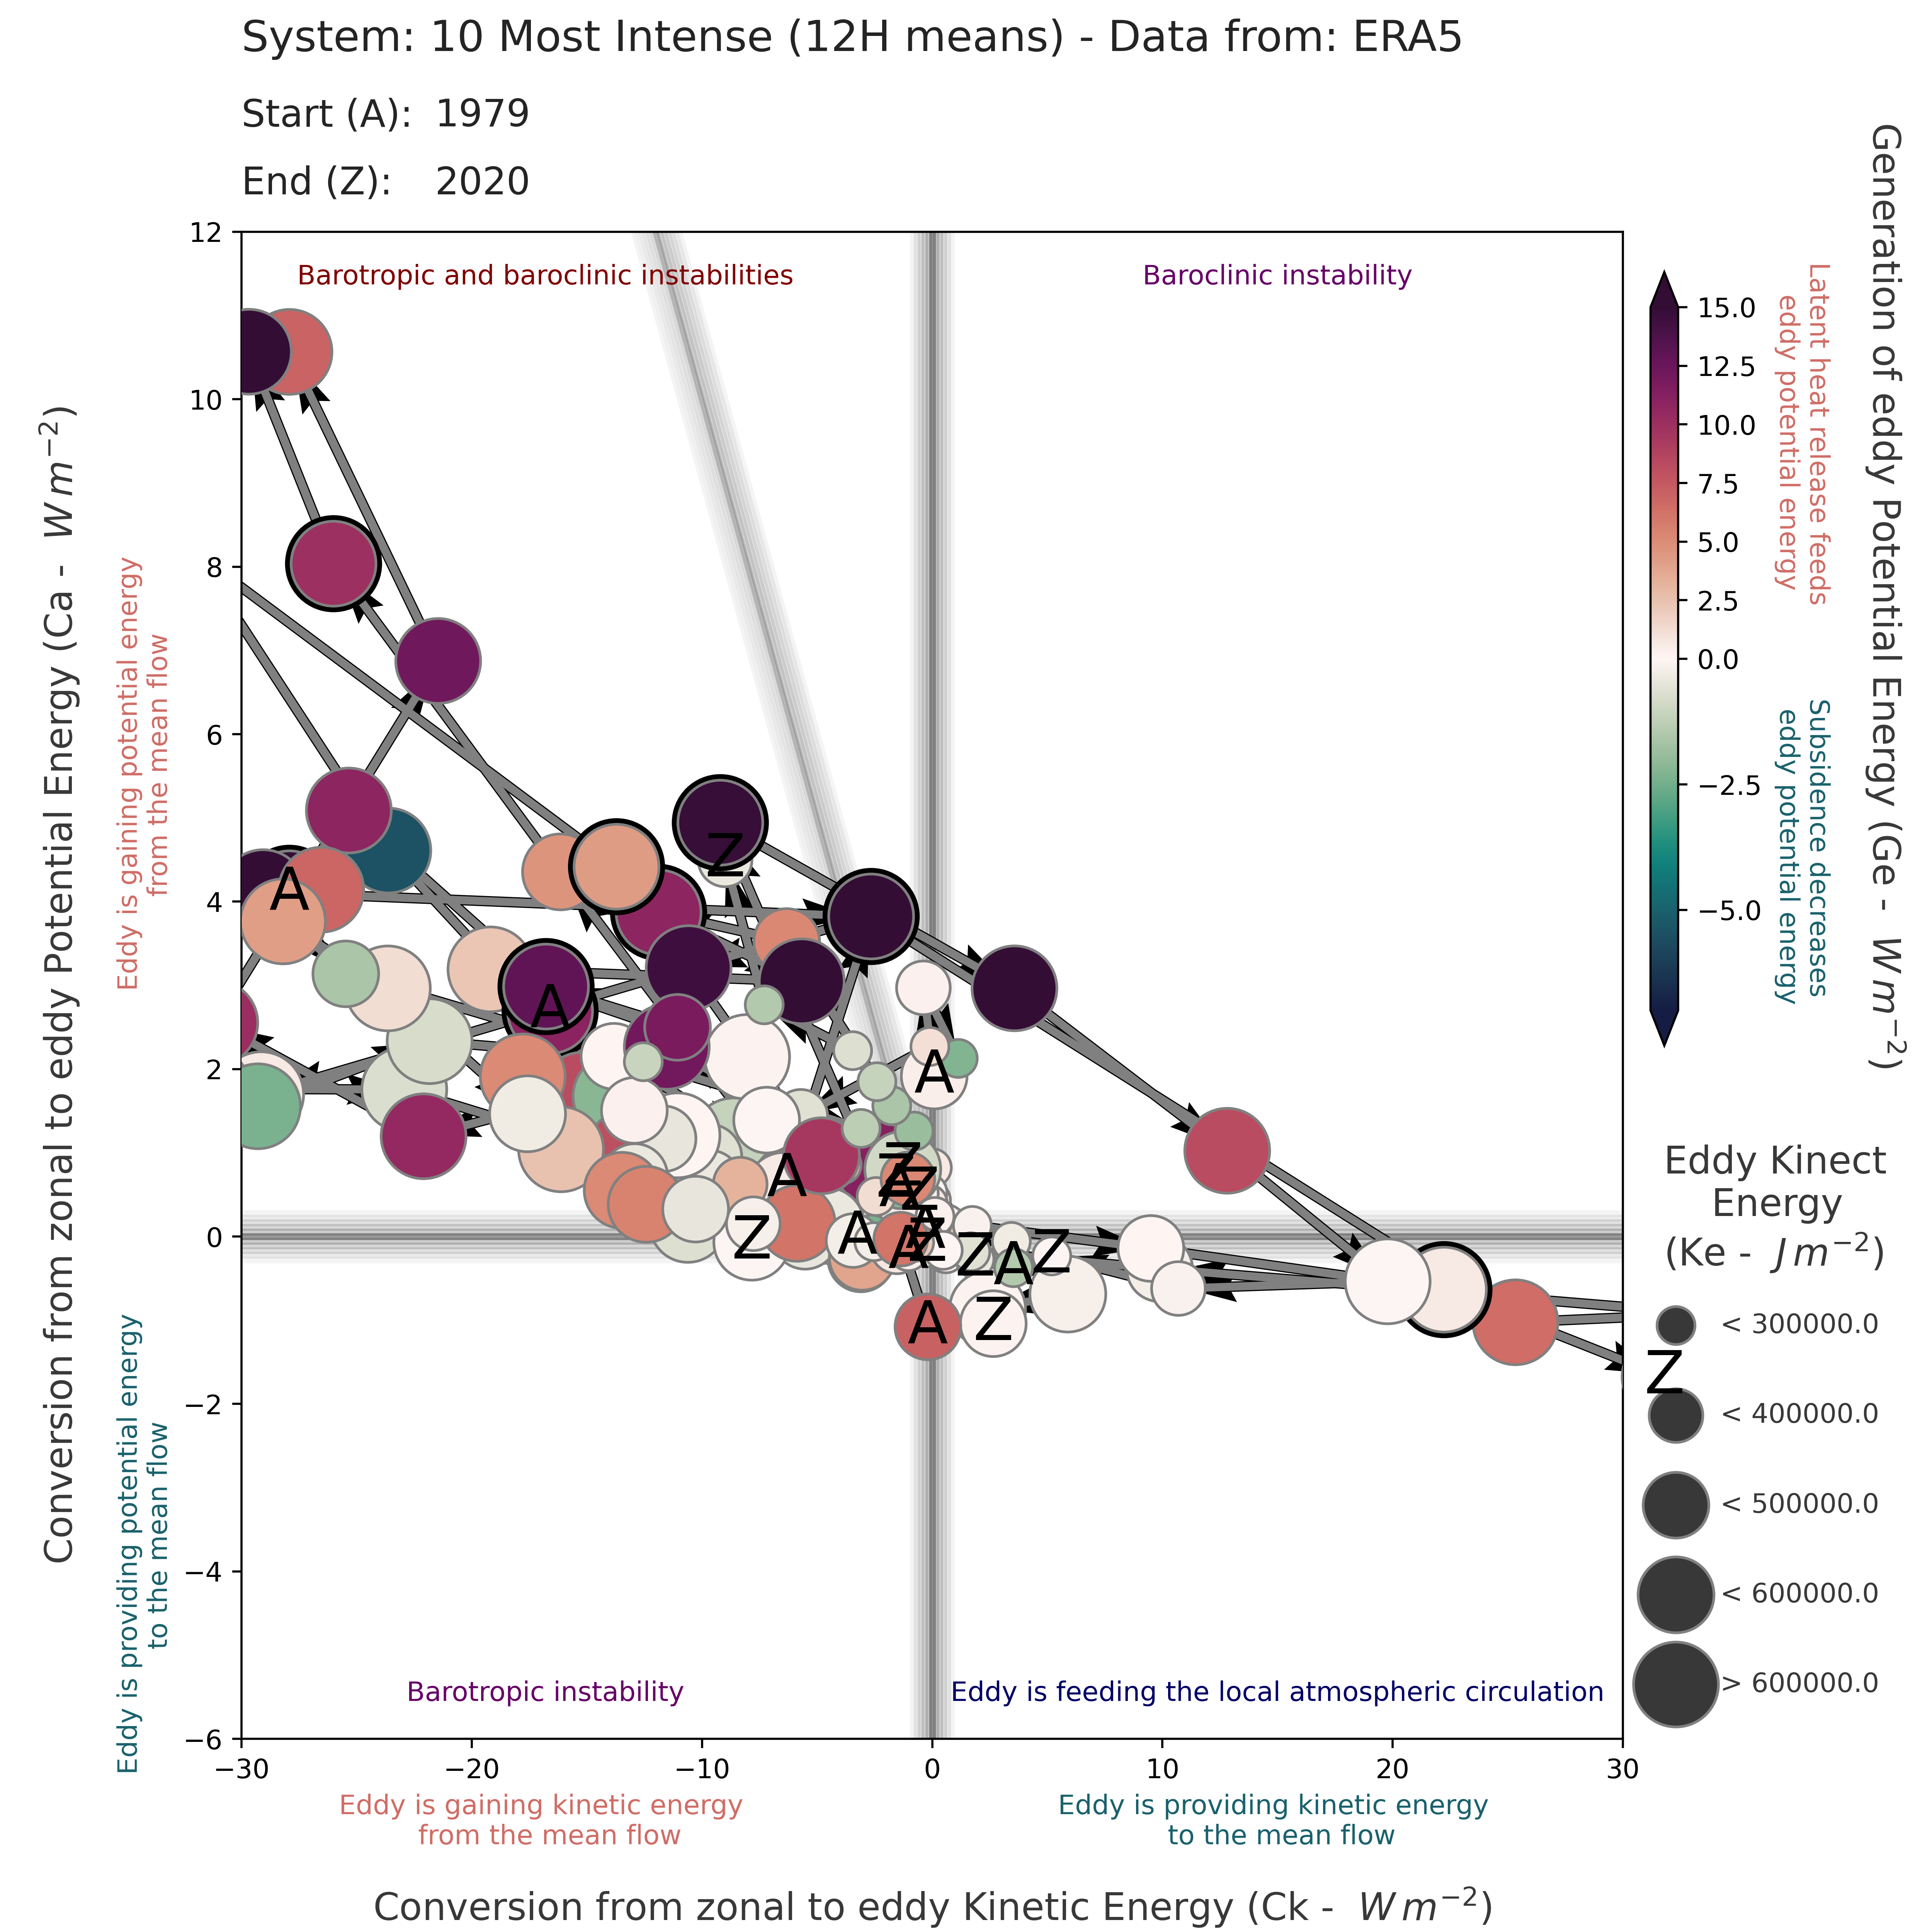 System: 10 Most Intense (12H means) - Data from: ERA5
Start (A): 1979
End (Z): 2020
12
10
8
6
4
2
0
−2
−4
−6
−30
−20
−10
0
10
20
30
Conversion from zonal to eddy Potential Energy (Ca - W m⁻²)
Eddy is gaining potential energy
from the mean flow
Eddy is providing potential energy
to the mean flow
Barotropic and baroclinic instabilities
Baroclinic instability
Z
A
A
A
A
Z
Z
A
Z
A
A
Z
A
Z
Z
A
Z
A
Z
Z
Barotropic instability
Eddy is feeding the local atmospheric circulation
Eddy is gaining kinetic energy
from the mean flow
Eddy is providing kinetic energy
to the mean flow
Conversion from zonal to eddy Kinetic Energy (Ck - W m⁻²)
15.0
12.5
10.0
7.5
5.0
2.5
0.0
−2.5
−5.0
Latent heat release feeds
eddy potential energy
Subsidence decreases
eddy potential energy
Generation of eddy Potential Energy (Ge - W m⁻²)
Eddy Kinect
Energy
(Ke - J m⁻²)
< 300000.0
< 400000.0
< 500000.0
< 600000.0
> 600000.0